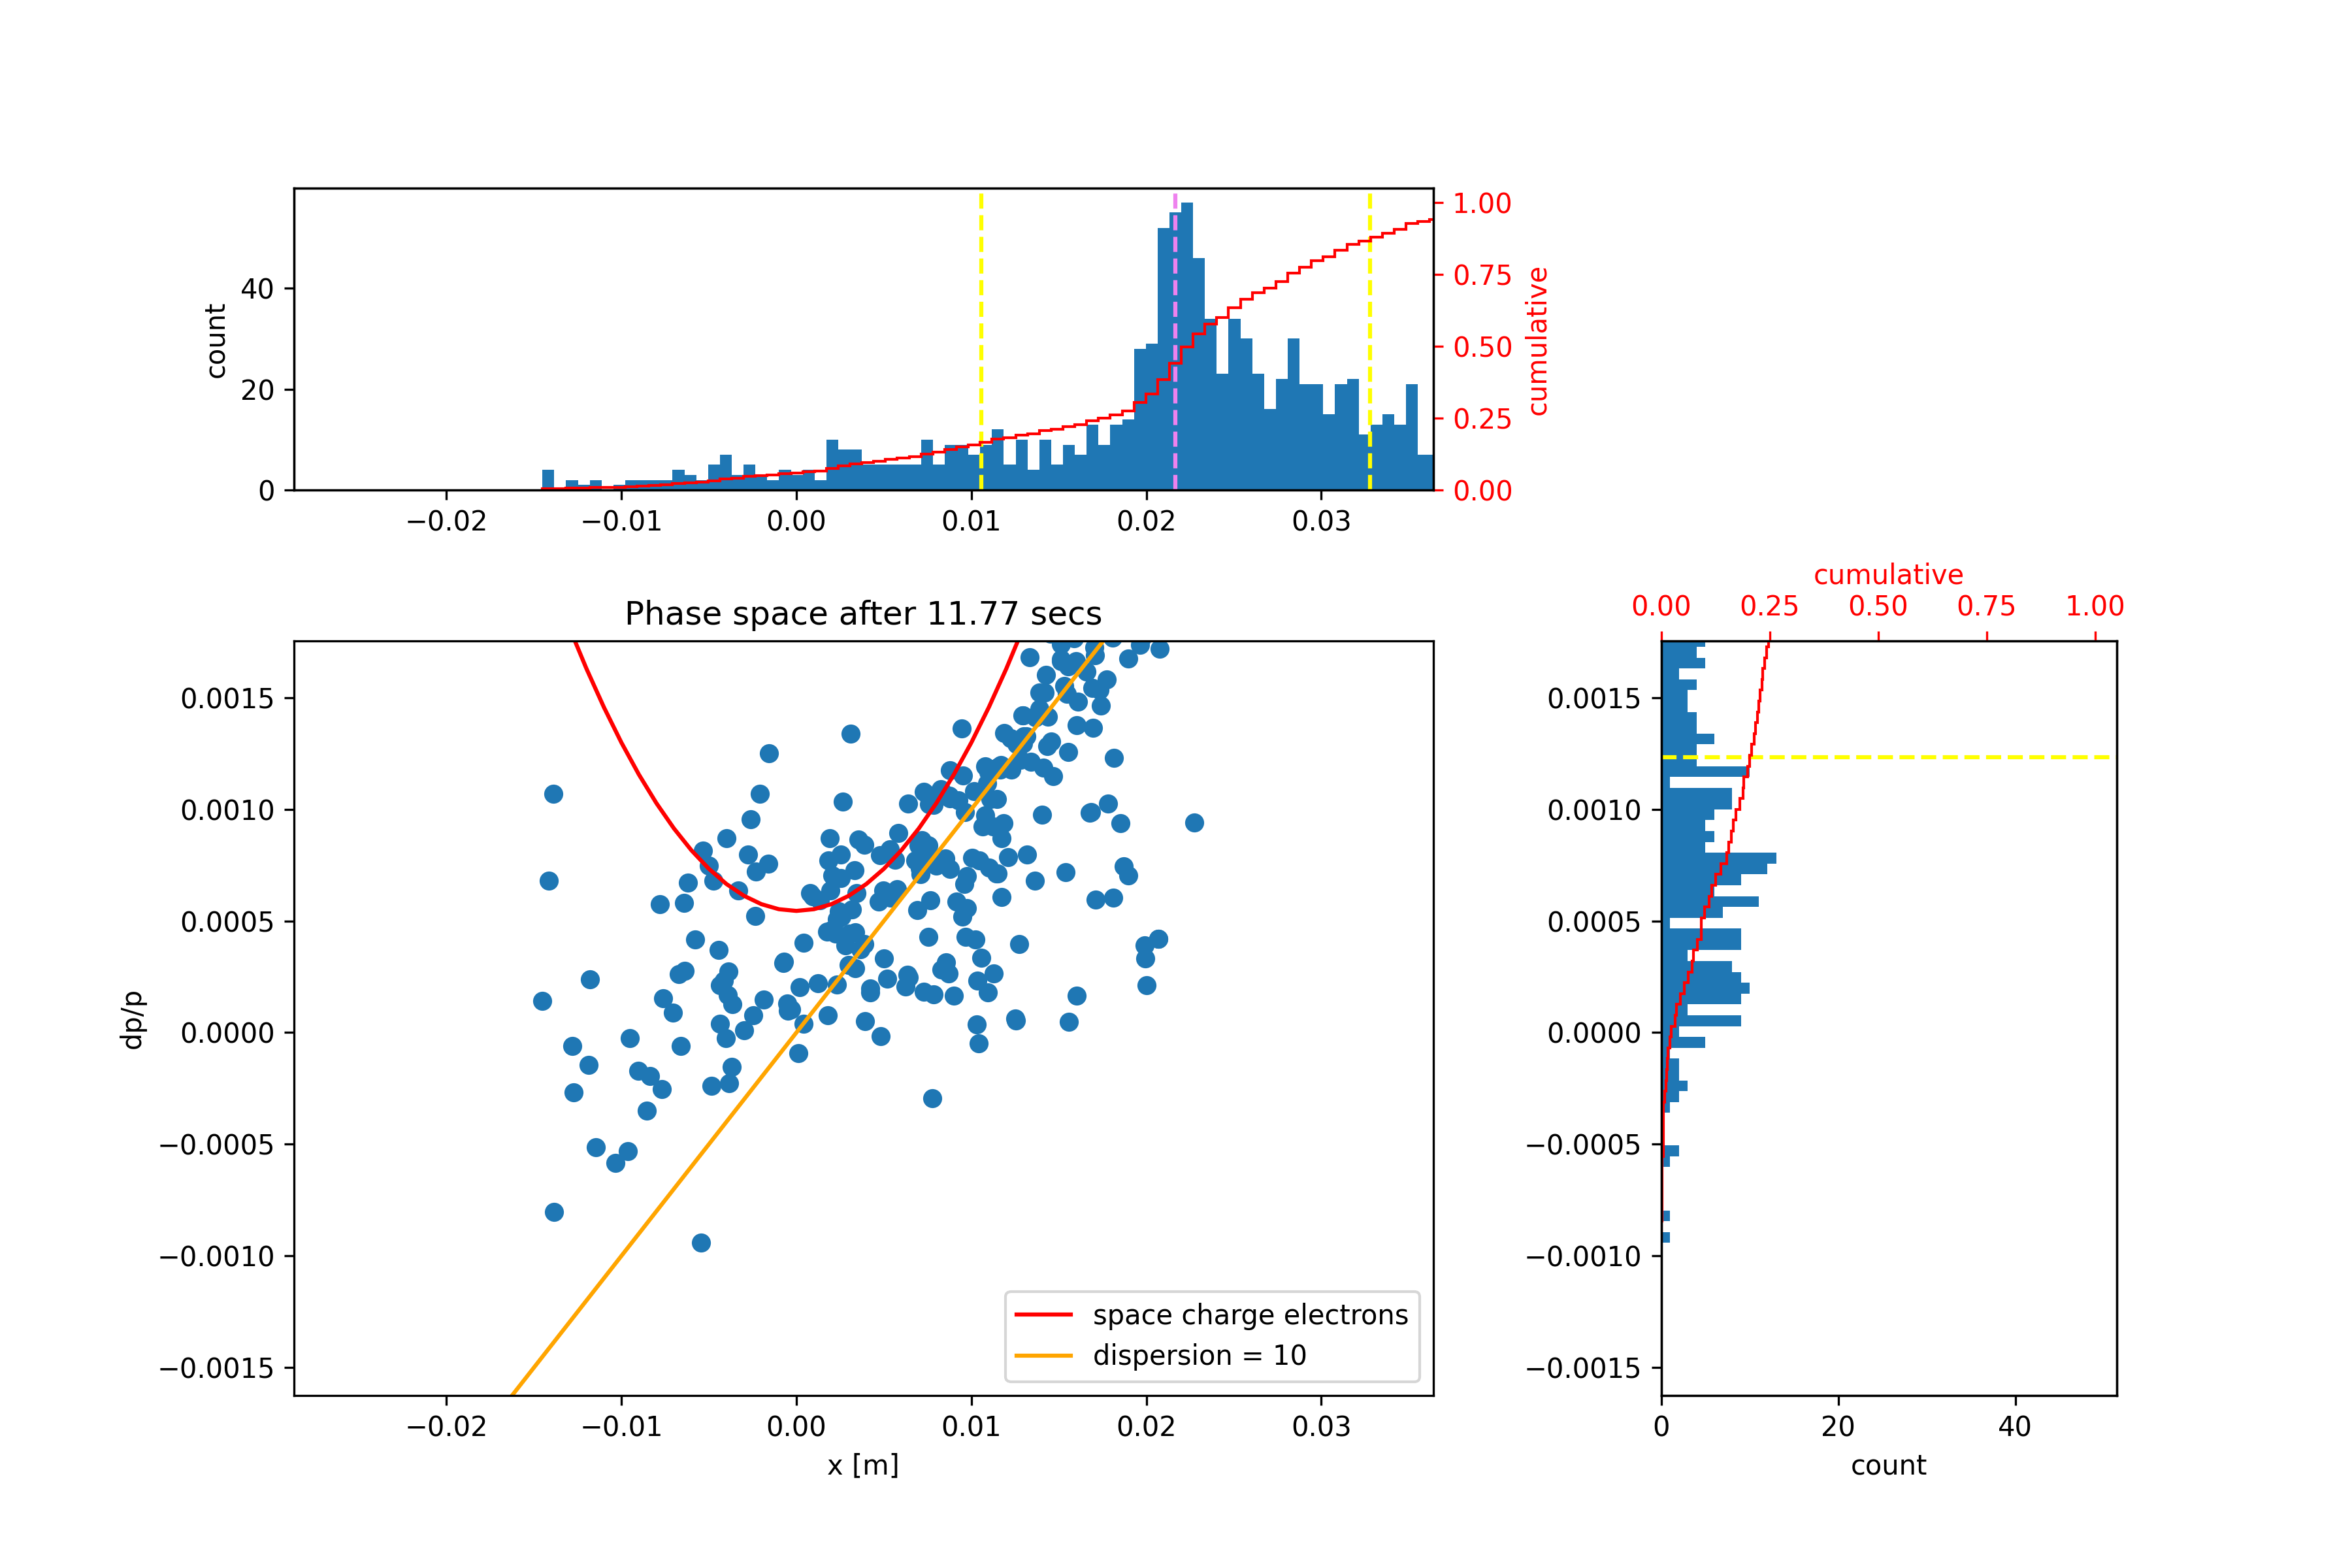 count
40
20
0
1.00
0.75
0.50
0.25
0.00
cumulative
−0.02 −0.01 0.00 0.01 0.02 0.03
Phase space after 11.77 secs
dp/p
0.0015
0.0010
0.0005
0.0000
−0.0005
−0.0010
−0.0015
space charge electrons
dispersion = 10
−0.02 −0.01 0.00 0.01 0.02 0.03
x [m]
cumulative
0.00 0.25 0.50 0.75 1.00
0.0015
0.0010
0.0005
0.0000
−0.0005
−0.0010
−0.0015
0 20 40
count